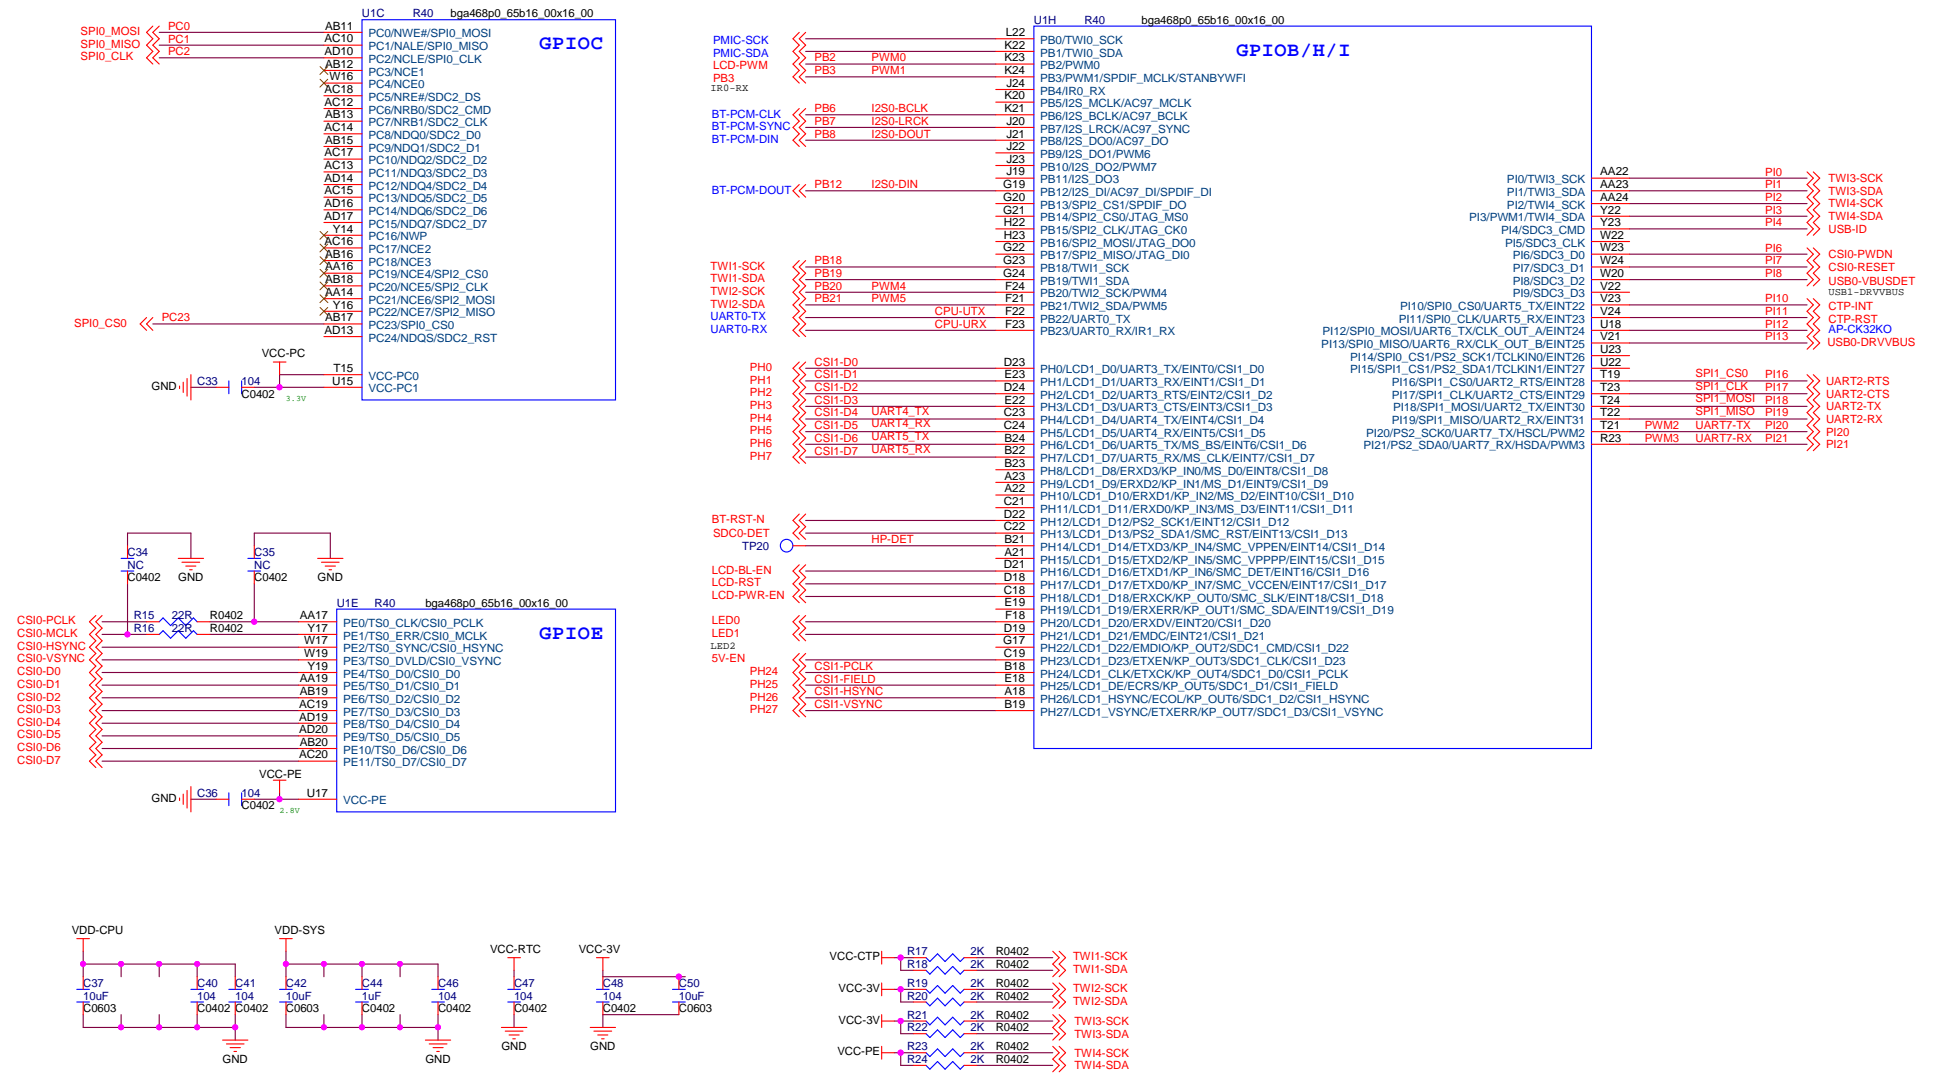 U1C R40 bga468p0_65b16_00x16_00
GPIOC
SPI0_MOSI PC0 AB11 PC0/NWE#/SPI0_MOSI
SPI0_MISO PC1 AC10 PC1/NALE/SPI0_MISO
SPI0_CLK PC2 AD10 PC2/NCLE/SPI0_CLK
AB12 PC3/NCE1
W16 PC4/NCE0
AC18 PC5/NRE#/SDC2_DS
AC12 PC6/NRB0/SDC2_CMD
AB13 PC7/NRB1/SDC2_CLK
AC14 PC8/NDQ0/SDC2_D0
AB15 PC9/NDQ1/SDC2_D1
AC17 PC10/NDQ2/SDC2_D2
AC13 PC11/NDQ3/SDC2_D3
AD14 PC12/NDQ4/SDC2_D4
AC15 PC13/NDQ5/SDC2_D5
AD16 PC14/NDQ6/SDC2_D6
AD17 PC15/NDQ7/SDC2_D7
Y14 PC16/NWP
AC16 PC17/NCE2
AB16 PC18/NCE3
AA16 PC19/NCE4/SPI2_CS0
AB18 PC20/NCE5/SPI2_CLK
AA14 PC21/NCE6/SPI2_MOSI
Y16 PC22/NCE7/SPI2_MISO
SPI0_CS0 PC23 AB17 PC23/SPI0_CS0
AD13 PC24/NDQS/SDC2_RST
VCC-PC
T15 VCC-PC0
GND C33 104 C0402 U15 VCC-PC1
3.3V
U1H R40 bga468p0_65b16_00x16_00
GPIOB/H/I
PMIC-SCK L22 PB0/TWI0_SCK
PMIC-SDA K22 PB1/TWI0_SDA
LCD-PWM PB2 PWM0 K23 PB2/PWM0
PB3 PB3 PWM1 K24 PB3/PWM1/SPDIF_MCLK/STANBYWFI
IR0-RX J24 PB4/IR0_RX
K20 PB5/I2S_MCLK/AC97_MCLK
BT-PCM-CLK PB6 I2S0-BCLK K21 PB6/I2S_BCLK/AC97_BCLK
BT-PCM-SYNC PB7 I2S0-LRCK J20 PB7/I2S_LRCK/AC97_SYNC
BT-PCM-DIN PB8 I2S0-DOUT J21 PB8/I2S_DO0/AC97_DO
J22 PB9/I2S_DO1/PWM6
J23 PB10/I2S_DO2/PWM7
J19 PB11/I2S_DO3
BT-PCM-DOUT PB12 I2S0-DIN G19 PB12/I2S_DI/AC97_DI/SPDIF_DI
G20 PB13/SPI2_CS1/SPDIF_DO
G21 PB14/SPI2_CS0/JTAG_MS0
H22 PB15/SPI2_CLK/JTAG_CK0
H23 PB16/SPI2_MOSI/JTAG_DO0
G22 PB17/SPI2_MISO/JTAG_DI0
TWI1-SCK PB18 G23 PB18/TWI1_SCK
TWI1-SDA PB19 G24 PB19/TWI1_SDA
TWI2-SCK PB20 PWM4 F24 PB20/TWI2_SCK/PWM4
TWI2-SDA PB21 PWM5 F21 PB21/TWI2_SDA/PWM5
UART0-TX CPU-UTX F22 PB22/UART0_TX
UART0-RX CPU-URX F23 PB23/UART0_RX/IR1_RX
PH0 CSI1-D0 D23 PH0/LCD1_D0/UART3_TX/EINT0/CSI1_D0
PH1 CSI1-D1 E23 PH1/LCD1_D1/UART3_RX/EINT1/CSI1_D1
PH2 CSI1-D2 D24 PH2/LCD1_D2/UART3_RTS/EINT2/CSI1_D2
PH3 CSI1-D3 E22 PH3/LCD1_D3/UART3_CTS/EINT3/CSI1_D3
PH4 CSI1-D4 UART4_TX C23 PH4/LCD1_D4/UART4_TX/EINT4/CSI1_D4
PH5 CSI1-D5 UART4_RX C24 PH5/LCD1_D5/UART4_RX/EINT5/CSI1_D5
PH6 CSI1-D6 UART5_TX B24 PH6/LCD1_D6/UART5_TX/MS_BS/EINT6/CSI1_D6
PH7 CSI1-D7 UART5_RX B22 PH7/LCD1_D7/UART5_RX/MS_CLK/EINT7/CSI1_D7
B23 PH8/LCD1_D8/ERXD3/KP_IN0/MS_D0/EINT8/CSI1_D8
A23 PH9/LCD1_D9/ERXD2/KP_IN1/MS_D1/EINT9/CSI1_D9
A22 PH10/LCD1_D10/ERXD1/KP_IN2/MS_D2/EINT10/CSI1_D10
C21 PH11/LCD1_D11/ERXD0/KP_IN3/MS_D3/EINT11/CSI1_D11
BT-RST-N D22 PH12/LCD1_D12/PS2_SCK1/EINT12/CSI1_D12
SDC0-DET C22 PH13/LCD1_D13/PS2_SDA1/SMC_RST/EINT13/CSI1_D13
TP20 HP-DET B21 PH14/LCD1_D14/ETXD3/KP_IN4/SMC_VPPEN/EINT14/CSI1_D14
A21 PH15/LCD1_D15/ETXD2/KP_IN5/SMC_VPPPP/EINT15/CSI1_D15
LCD-BL-EN D21 PH16/LCD1_D16/ETXD1/KP_IN6/SMC_DET/EINT16/CSI1_D16
LCD-RST D18 PH17/LCD1_D17/ETXD0/KP_IN7/SMC_VCCEN/EINT17/CSI1_D17
LCD-PWR-EN C18 PH18/LCD1_D18/ERXCK/KP_OUT0/SMC_SLK/EINT18/CSI1_D18
E19 PH19/LCD1_D19/ERXERR/KP_OUT1/SMC_SDA/EINT19/CSI1_D19
LED0 F18 PH20/LCD1_D20/ERXDV/EINT20/CSI1_D20
LED1 D19 PH21/LCD1_D21/EMDC/EINT21/CSI1_D21
LED2 G17 PH22/LCD1_D22/EMDIO/KP_OUT2/SDC1_CMD/CSI1_D22
5V-EN C19 PH23/LCD1_D23/ETXEN/KP_OUT3/SDC1_CLK/CSI1_D23
PH24 CSI1-PCLK B18 PH24/LCD1_CLK/ETXCK/KP_OUT4/SDC1_D0/CSI1_PCLK
PH25 CSI1-FIELD E18 PH25/LCD1_DE/ECRS/KP_OUT5/SDC1_D1/CSI1_FIELD
PH26 CSI1-HSYNC A18 PH26/LCD1_HSYNC/ECOL/KP_OUT6/SDC1_D2/CSI1_HSYNC
PH27 CSI1-VSYNC B19 PH27/LCD1_VSYNC/ETXERR/KP_OUT7/SDC1_D3/CSI1_VSYNC
PI0/TWI3_SCK AA22 PI0 TWI3-SCK
PI1/TWI3_SDA AA23 PI1 TWI3-SDA
PI2/TWI4_SCK AA24 PI2 TWI4-SCK
PI3/PWM1/TWI4_SDA Y22 PI3 TWI4-SDA
PI4/SDC3_CMD Y23 PI4 USB-ID
PI5/SDC3_CLK W22
PI6/SDC3_D0 W23 PI6 CSI0-PWDN
PI7/SDC3_D1 W24 PI7 CSI0-RESET
PI8/SDC3_D2 W20 PI8 USB0-VBUSDET
PI9/SDC3_D3 V22 USB1-DRVVBUS
PI10/SPI0_CS0/UART5_TX/EINT22 V23 PI10 CTP-INT
PI11/SPI0_CLK/UART5_RX/EINT23 V24 PI11 CTP-RST
PI12/SPI0_MOSI/UART6_TX/CLK_OUT_A/EINT24 U18 PI12 AP-CK32KO
PI13/SPI0_MISO/UART6_RX/CLK_OUT_B/EINT25 V21 PI13 USB0-DRVVBUS
PI14/SPI0_CS1/PS2_SCK1/TCLKIN0/EINT26 U23
PI15/SPI1_CS1/PS2_SDA1/TCLKIN1/EINT27 U22
PI16/SPI1_CS0/UART2_RTS/EINT28 T19 SPI1_CS0 PI16 UART2-RTS
PI17/SPI1_CLK/UART2_CTS/EINT29 T23 SPI1_CLK PI17 UART2-CTS
PI18/SPI1_MOSI/UART2_TX/EINT30 T24 SPI1_MOSI PI18 UART2-TX
PI19/SPI1_MISO/UART2_RX/EINT31 T22 SPI1_MISO PI19 UART2-RX
PI20/PS2_SCK0/UART7_TX/HSCL/PWM2 T21 PWM2 UART7-TX PI20 PI20
PI21/PS2_SDA0/UART7_RX/HSDA/PWM3 R23 PWM3 UART7-RX PI21 PI21
C34 NC C0402 GND
C35 NC C0402 GND
U1E R40 bga468p0_65b16_00x16_00
GPIOE
CSI0-PCLK R15 22R R0402 AA17 PE0/TS0_CLK/CSI0_PCLK
CSI0-MCLK R16 22R R0402 Y17 PE1/TS0_ERR/CSI0_MCLK
CSI0-HSYNC W17 PE2/TS0_SYNC/CSI0_HSYNC
CSI0-VSYNC W19 PE3/TS0_DVLD/CSI0_VSYNC
CSI0-D0 Y19 PE4/TS0_D0/CSI0_D0
CSI0-D1 AA19 PE5/TS0_D1/CSI0_D1
CSI0-D2 AB19 PE6/TS0_D2/CSI0_D2
CSI0-D3 AC19 PE7/TS0_D3/CSI0_D3
CSI0-D4 AD19 PE8/TS0_D4/CSI0_D4
CSI0-D5 AD20 PE9/TS0_D5/CSI0_D5
CSI0-D6 AB20 PE10/TS0_D6/CSI0_D6
CSI0-D7 AC20 PE11/TS0_D7/CSI0_D7
VCC-PE
GND C36 104 C0402 U17 VCC-PE
2.8V
VDD-CPU
C37 10uF C0603
C40 104 C0402
C41 104 C0402
GND
VDD-SYS
C42 10uF C0603
C44 1uF C0402
C46 104 C0402
GND
VCC-RTC
C47 104 C0402
GND
VCC-3V
C48 104 C0402
C50 10uF C0603
GND
VCC-CTP R17 2K R0402 TWI1-SCK
R18 2K R0402 TWI1-SDA
VCC-3V R19 2K R0402 TWI2-SCK
R20 2K R0402 TWI2-SDA
VCC-3V R21 2K R0402 TWI3-SCK
R22 2K R0402 TWI3-SDA
VCC-PE R23 2K R0402 TWI4-SCK
R24 2K R0402 TWI4-SDA